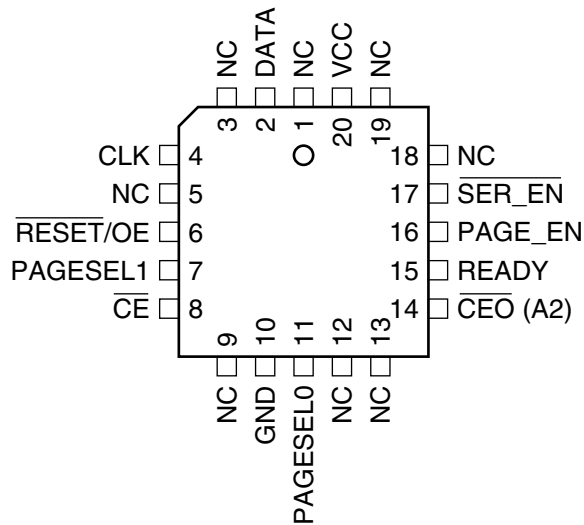 NC
DATA
NC
VCC
NC
3
2
1
20
19
CLK 4
18 NC
NC 5
17 SER_EN
RESET/OE 6
16 PAGE_EN
PAGESEL1 7
15 READY
CE 8
14 CEO (A2)
9
10
11
12
13
NC
GND
PAGESEL0
NC
NC